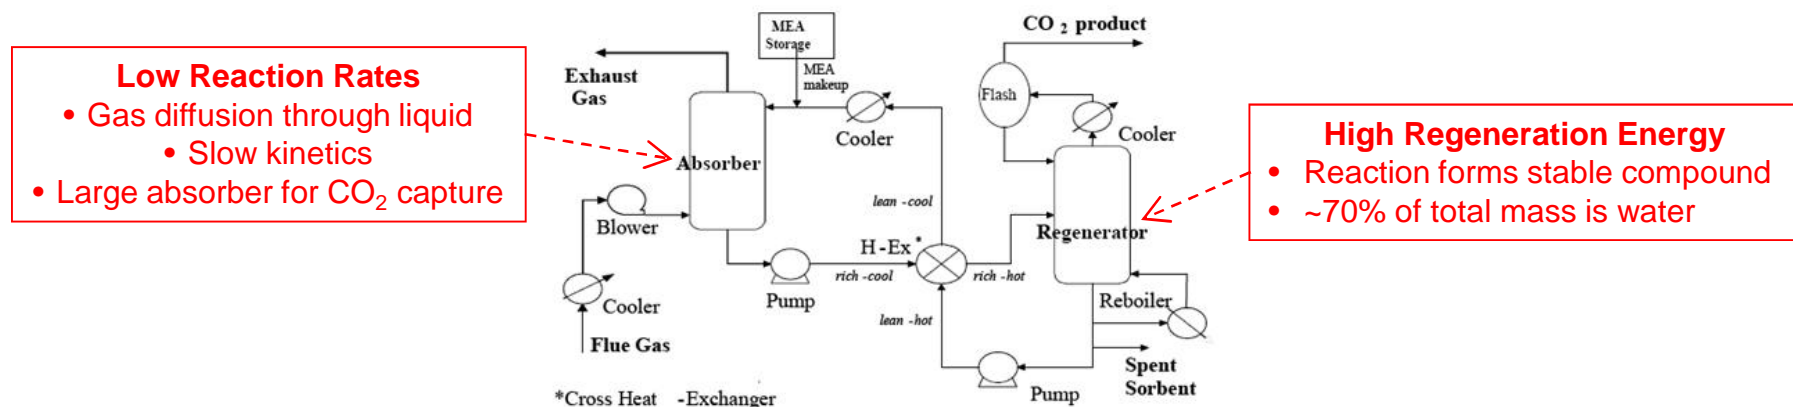 Low Reaction Rates
• Gas diffusion through liquid
• Slow kinetics
• Large absorber for CO₂ capture
MEA
Storage
MEA
makeup
Exhaust
Gas
Absorber
Cooler
Blower
Cooler
Flue Gas
Pump
H-Ex*
rich-cool
rich-hot
lean-cool
lean-hot
CO₂ product
Flash
Cooler
Regenerator
Reboiler
Spent
Sorbent
Pump
*Cross Heat -Exchanger
High Regeneration Energy
• Reaction forms stable compound
• ~70% of total mass is water